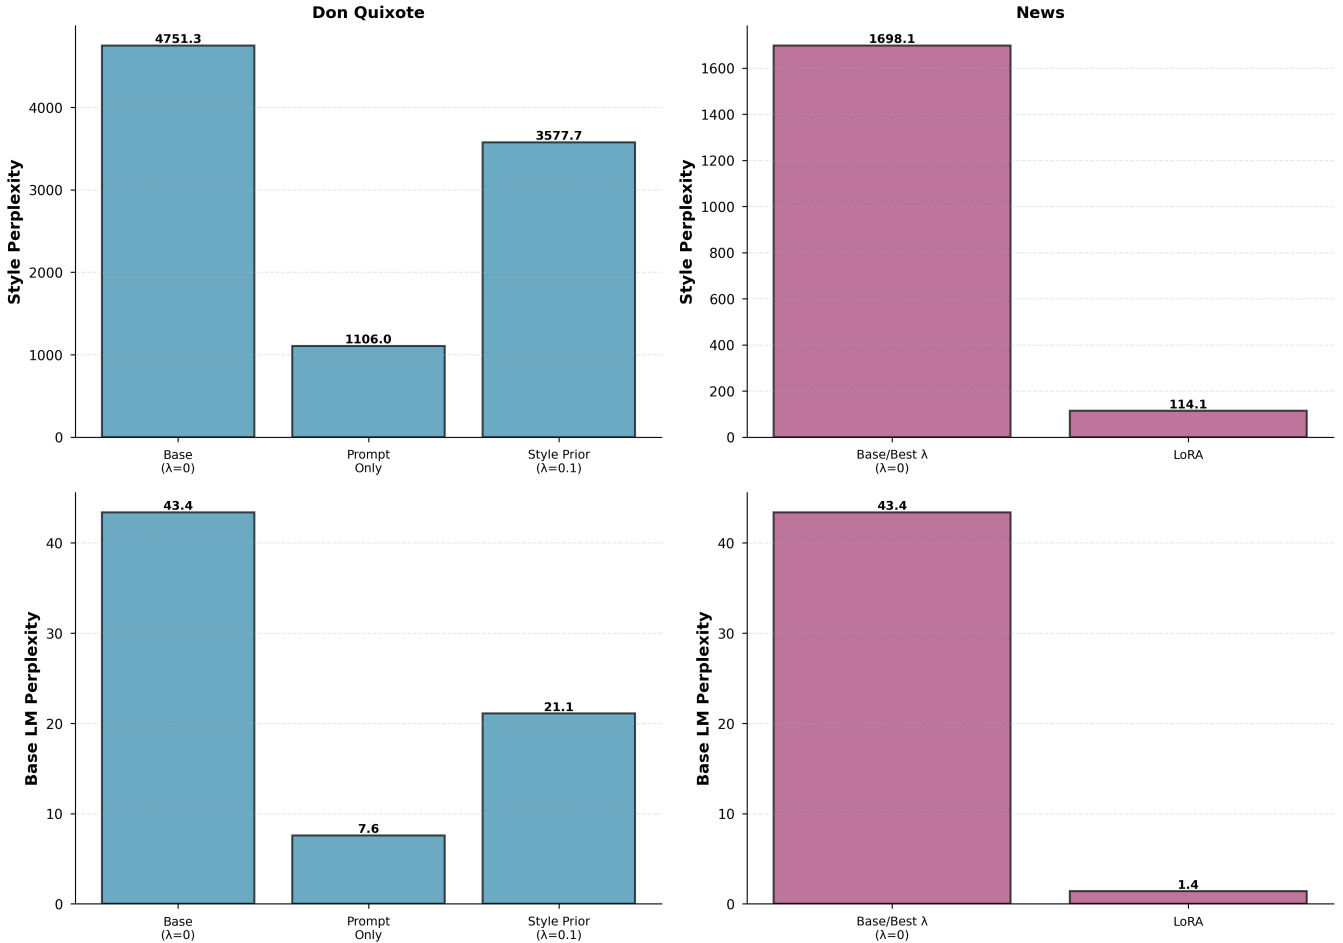 Don Quixote
Style Perplexity
4000
3000
2000
1000
0
4751.3
1106.0
3577.7
Base
(λ=0)
Prompt
Only
Style Prior
(λ=0.1)
News
Style Perplexity
1600
1400
1200
1000
800
600
400
200
0
1698.1
114.1
Base/Best λ
(λ=0)
LoRA
Base LM Perplexity
40
30
20
10
0
43.4
7.6
21.1
Base
(λ=0)
Prompt
Only
Style Prior
(λ=0.1)
Base LM Perplexity
40
30
20
10
0
43.4
1.4
Base/Best λ
(λ=0)
LoRA